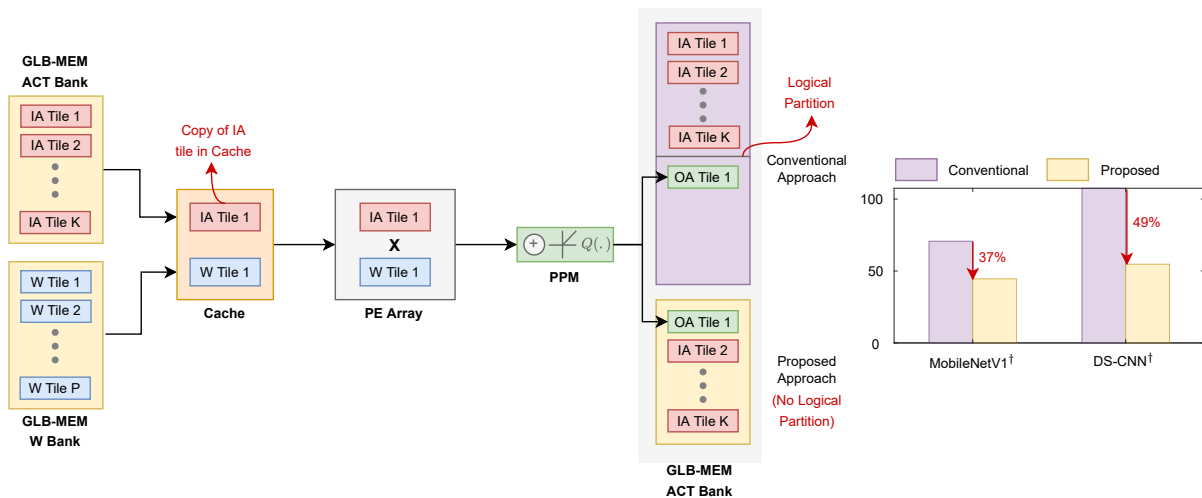 GLB-MEM
ACT Bank
IA Tile 1
IA Tile 2
IA Tile K
W Tile 1
W Tile 2
W Tile P
GLB-MEM
W Bank
Copy of IA
tile in Cache
IA Tile 1
W Tile 1
Cache
IA Tile 1
X
W Tile 1
PE Array
+ Q(.)
PPM
IA Tile 1
IA Tile 2
IA Tile K
OA Tile 1
Logical
Partition
Conventional
Approach
OA Tile 1
IA Tile 2
IA Tile K
Proposed
Approach
(No Logical
Partition)
GLB-MEM
ACT Bank
Conventional
Proposed
100
50
0
37%
49%
MobileNetV1†
DS-CNN†